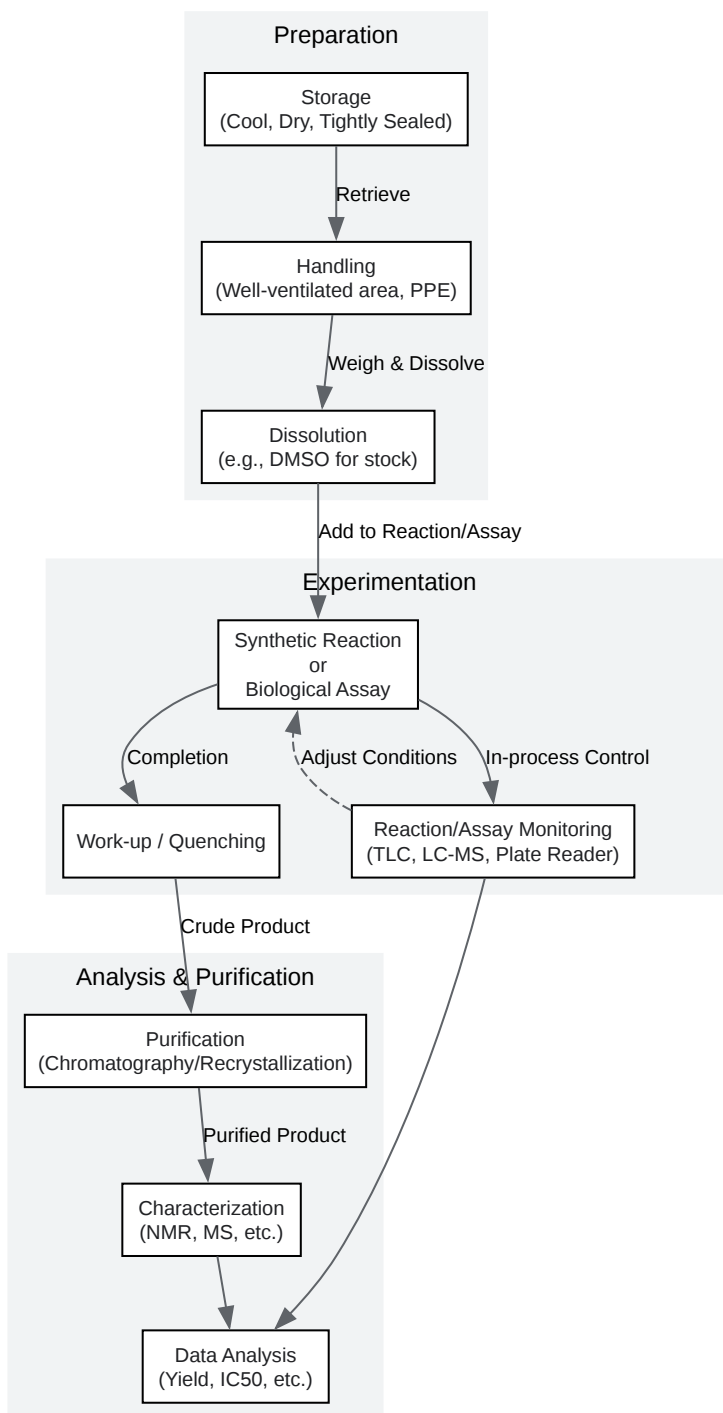 Preparation
Storage
(Cool, Dry, Tightly Sealed)
Retrieve
Handling
(Well-ventilated area, PPE)
Weigh & Dissolve
Dissolution
(e.g., DMSO for stock)
Add to Reaction/Assay
Experimentation
Synthetic Reaction
or
Biological Assay
Completion
Adjust Conditions
In-process Control
Work-up / Quenching
Reaction/Assay Monitoring
(TLC, LC-MS, Plate Reader)
Crude Product
Analysis & Purification
Purification
(Chromatography/Recrystallization)
Purified Product
Characterization
(NMR, MS, etc.)
Data Analysis
(Yield, IC50, etc.)